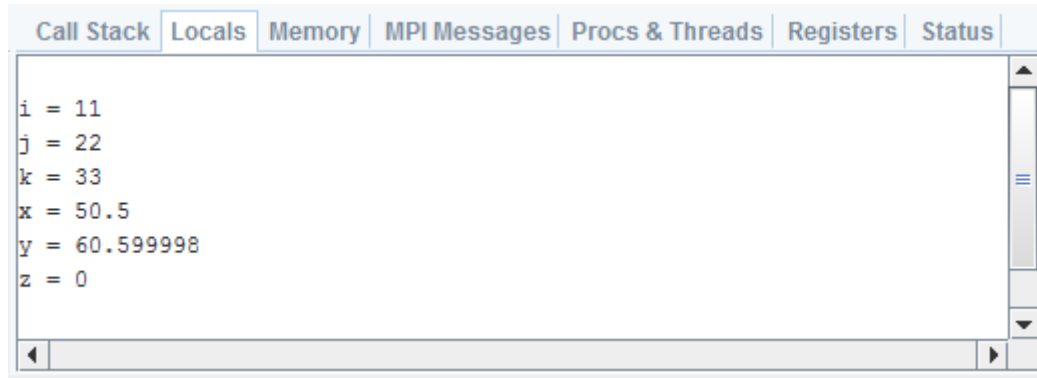 Call Stack Locals Memory MPI Messages Procs & Threads Registers Status
i = 11
j = 22
k = 33
x = 50.5
y = 60.599998
z = 0